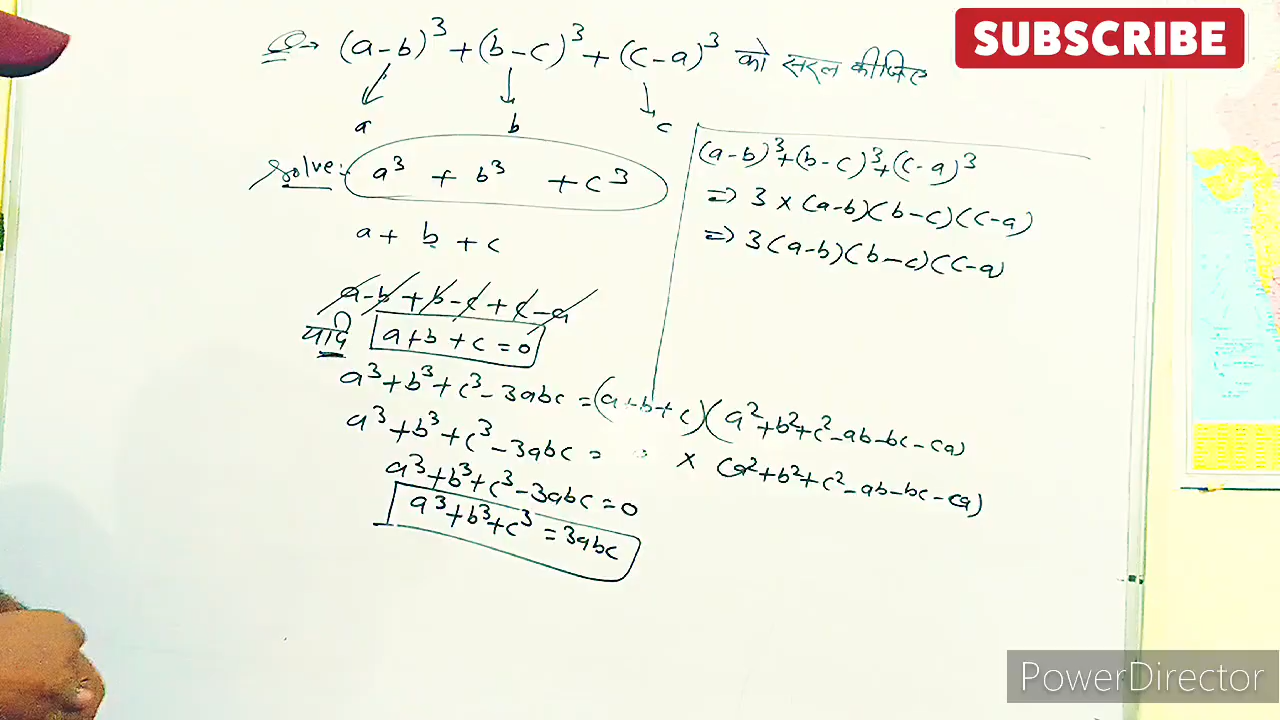 Q→ (a-b)³+(b-c)³+(c-a)³ को सरल कीजिए
a b c
Solve:- a³ + b³ + c³
a + b + c
a-b+b-c+c-a
यदि a+b+c=0
a³+b³+c³-3abc=(a+b+c)(a²+b²+c²-ab-bc-ca)
a³+b³+c³-3abc= 0 × (a²+b²+c²-ab-bc-ca)
a³+b³+c³-3abc=0
a³+b³+c³=3abc
(a-b)³+(b-c)³+(c-a)³
=> 3×(a-b)(b-c)(c-a)
=> 3(a-b)(b-c)(c-a)
SUBSCRIBE
PowerDirector